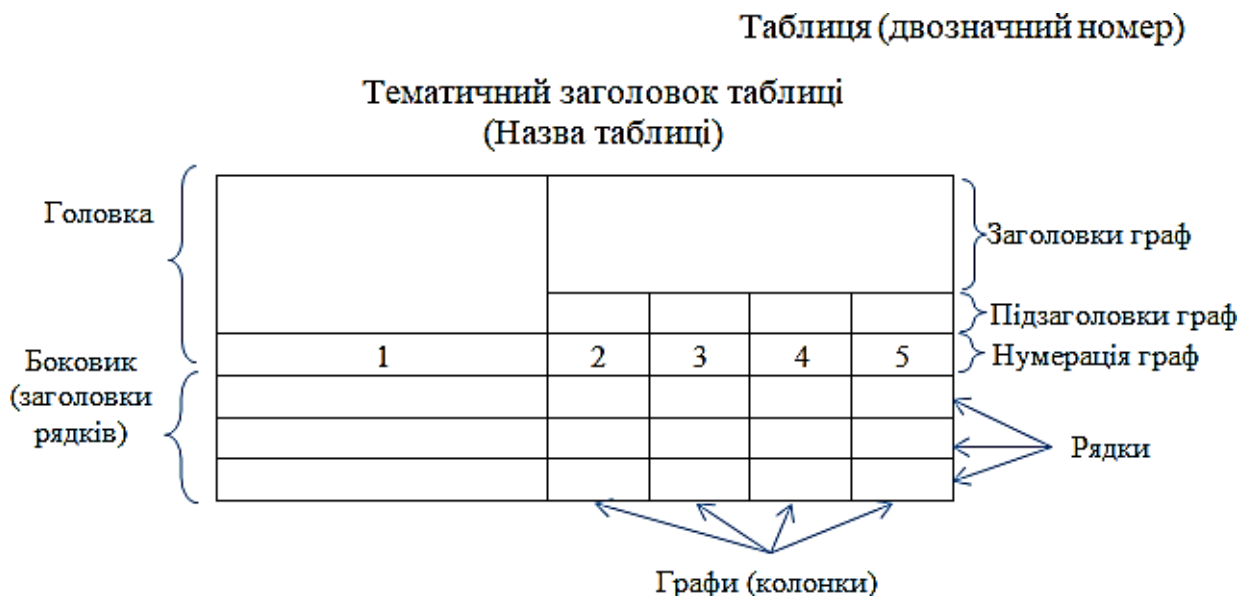 Таблиця (двозначний номер)
Тематичний заголовок таблиці
(Назва таблиці)
Головка
Заголовки граф
Підзаголовки граф
1 2 3 4 5
Нумерація граф
Боковик
(заголовки
рядків)
Рядки
Графи (колонки)